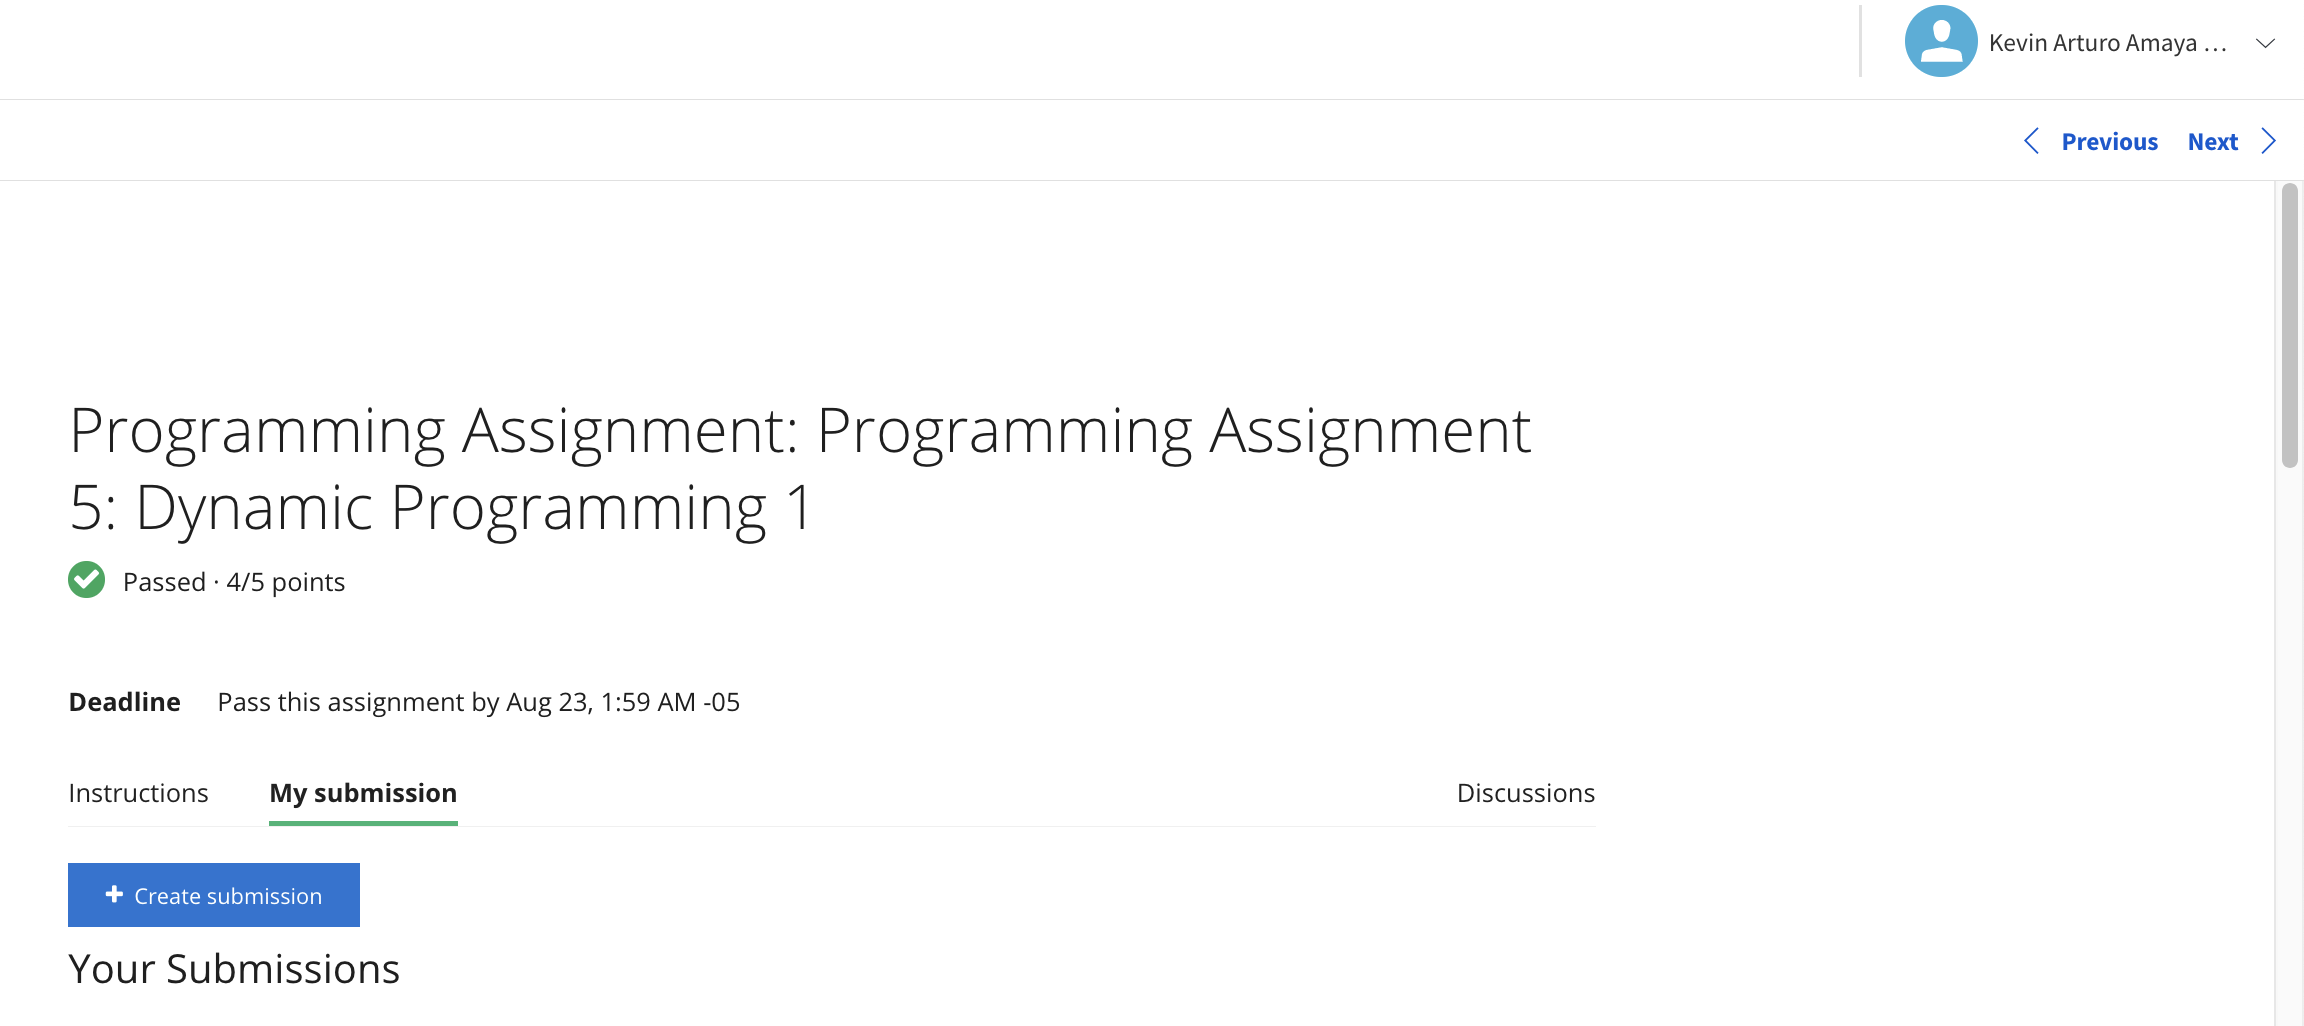 Kevin Arturo Amaya ...
Previous Next
Programming Assignment: Programming Assignment
5: Dynamic Programming 1
Passed · 4/5 points
Deadline Pass this assignment by Aug 23, 1:59 AM -05
Instructions My submission Discussions
+ Create submission
Your Submissions